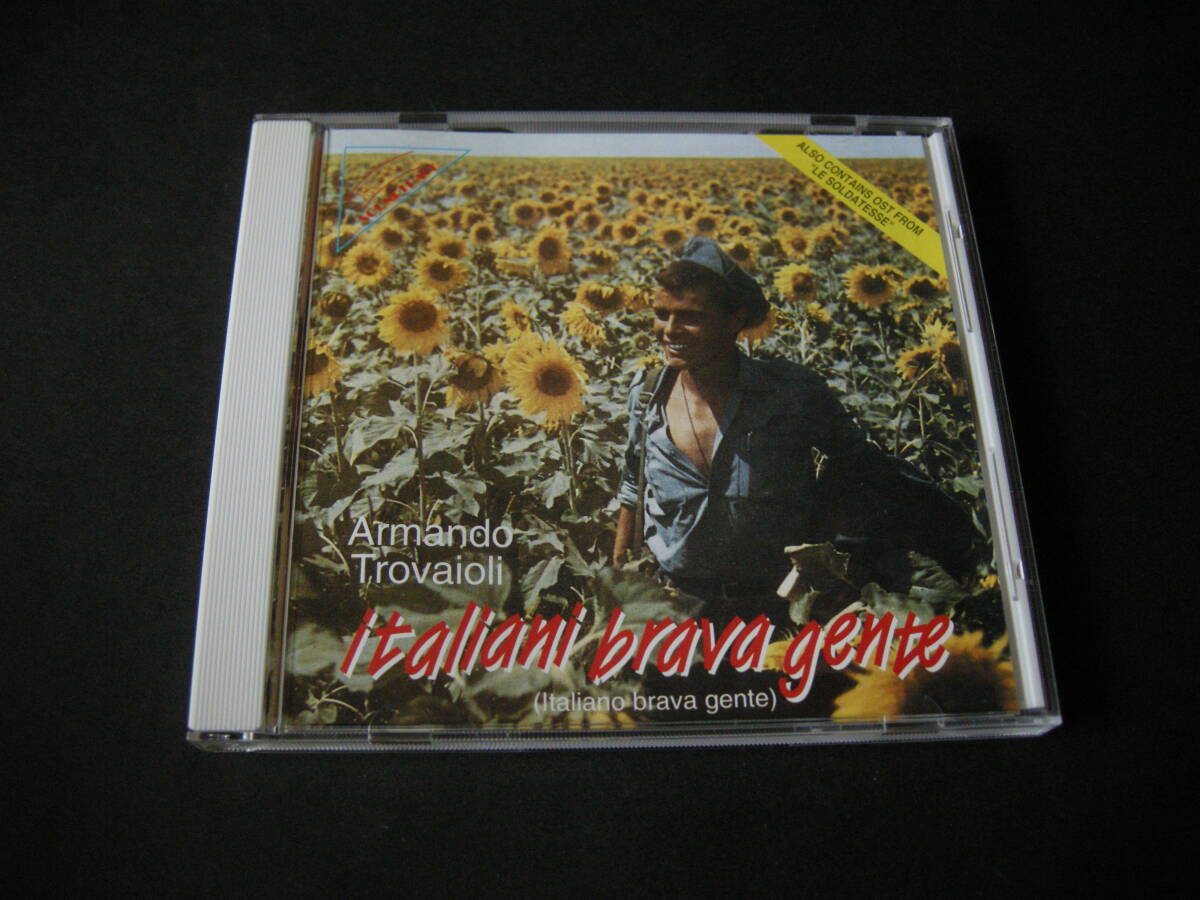 ALSO CONTAINS OST FROM
"LE SOLDATESSE"
Armando
Trovaioli
italiani brava gente
(Italiano brava gente)